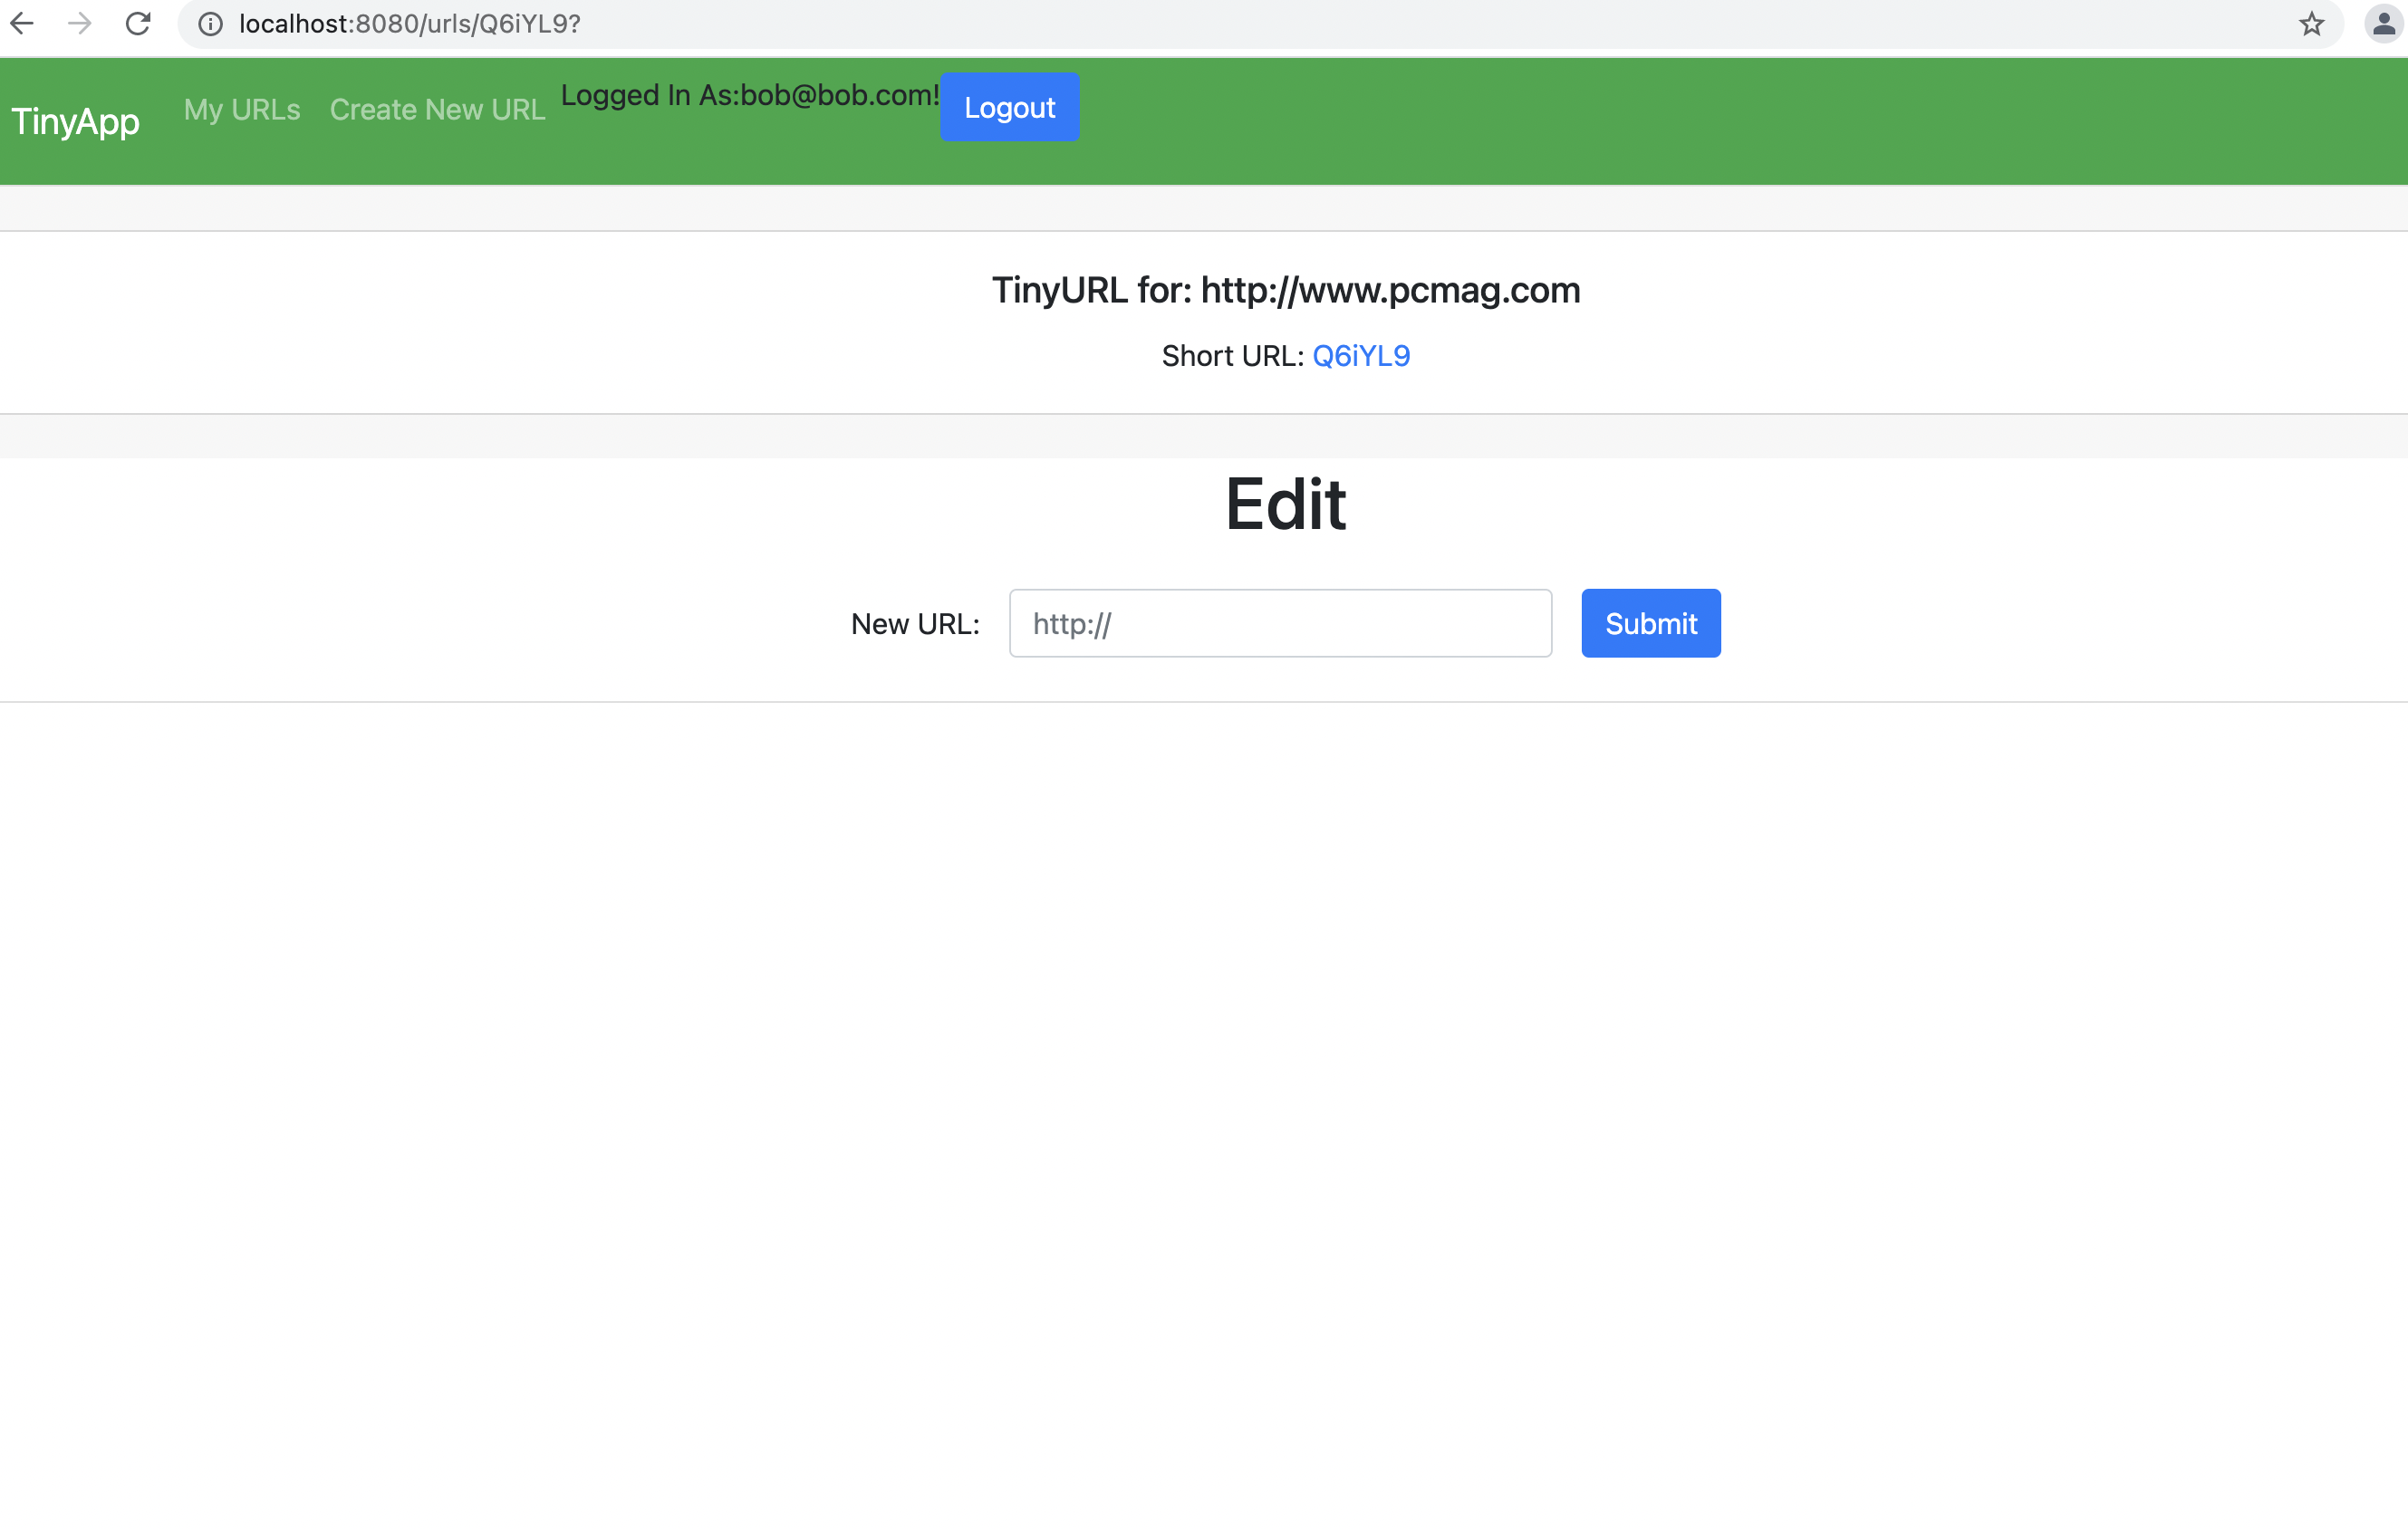 localhost:8080/urls/Q6iYL9?
TinyApp My URLs Create New URL Logged In As:bob@bob.com! Logout
TinyURL for: http://www.pcmag.com
Short URL: Q6iYL9
Edit
New URL: http:// Submit